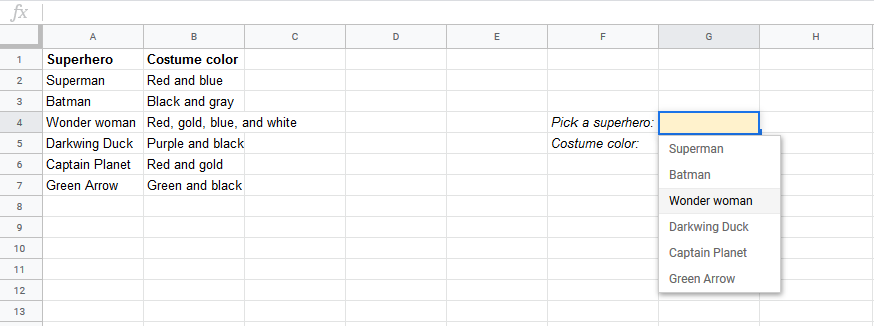 fx
A B C D E F G H
1 Superhero Costume color
2 Superman Red and blue
3 Batman Black and gray
4 Wonder woman Red, gold, blue, and white Pick a superhero:
5 Darkwing Duck Purple and black Costume color:
6 Captain Planet Red and gold
7 Green Arrow Green and black
8
9
10
11
12
13
Superman
Batman
Wonder woman
Darkwing Duck
Captain Planet
Green Arrow